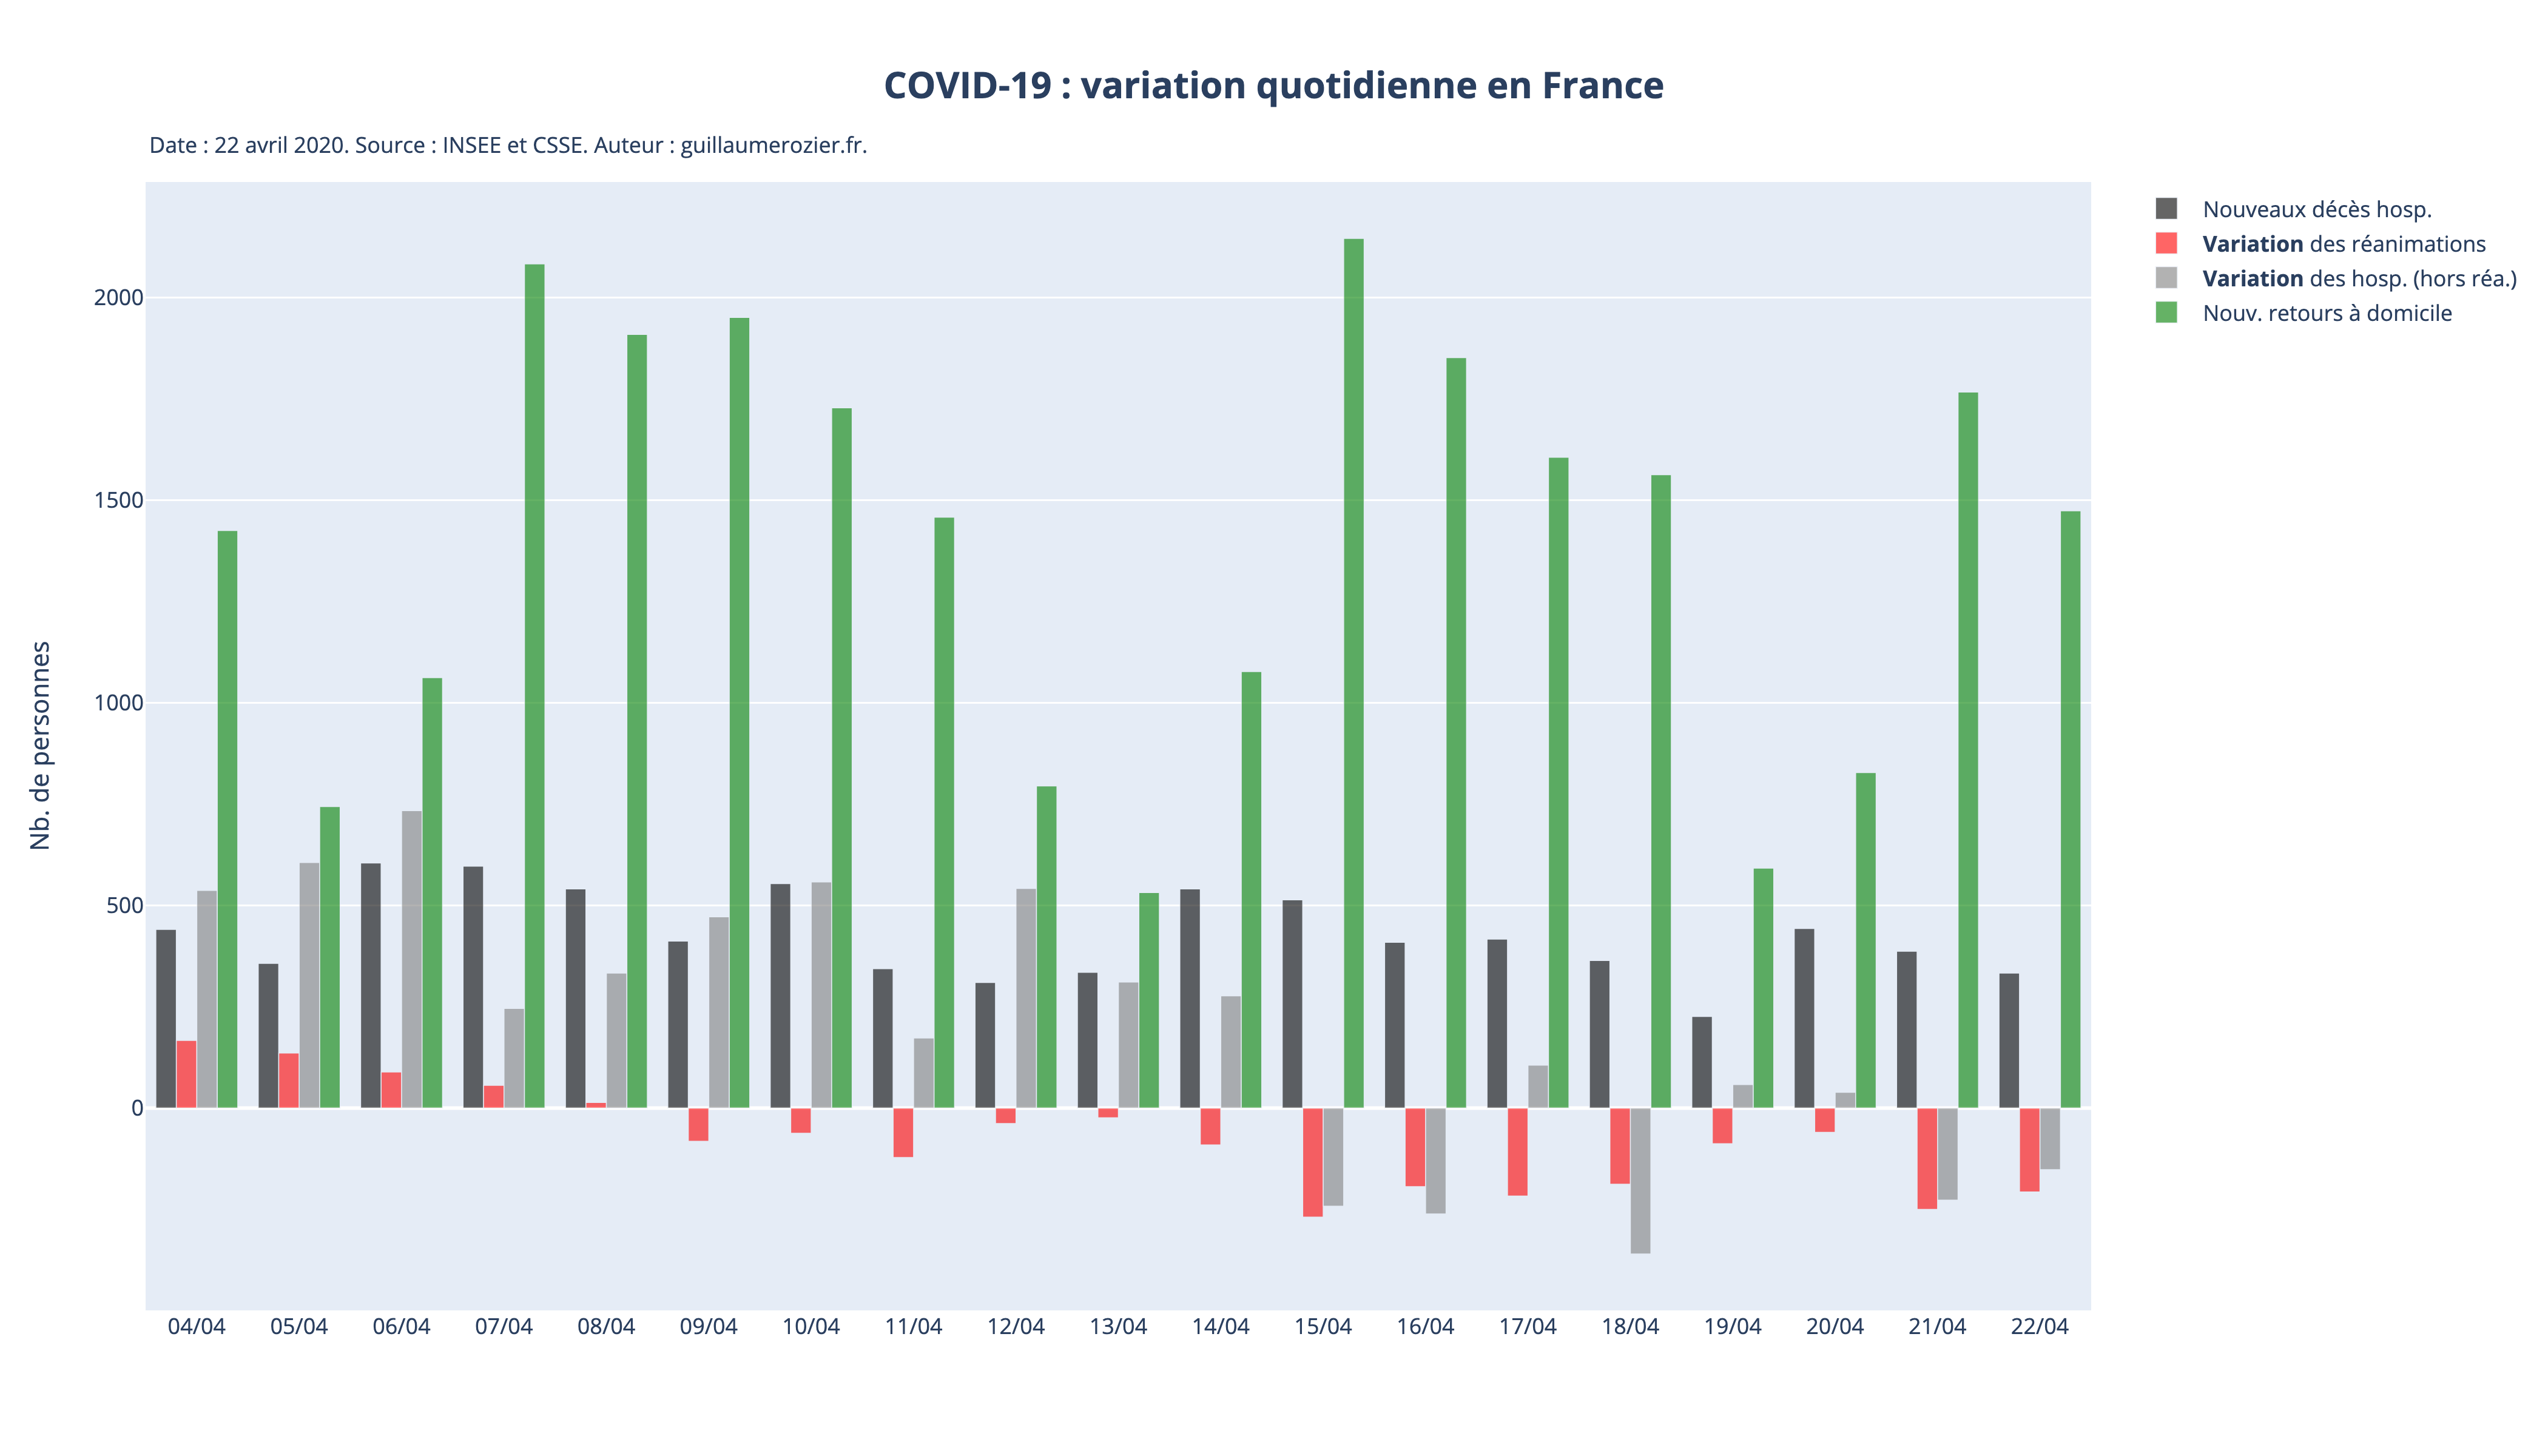 COVID-19 : variation quotidienne en France
Date : 22 avril 2020. Source : INSEE et CSSE. Auteur : guillaumerozier.fr.
Nouveaux décès hosp.
Variation des réanimations
Variation des hosp. (hors réa.)
Nouv. retours à domicile
Nb. de personnes
2000
1500
1000
500
0
04/04 05/04 06/04 07/04 08/04 09/04 10/04 11/04 12/04 13/04 14/04 15/04 16/04 17/04 18/04 19/04 20/04 21/04 22/04